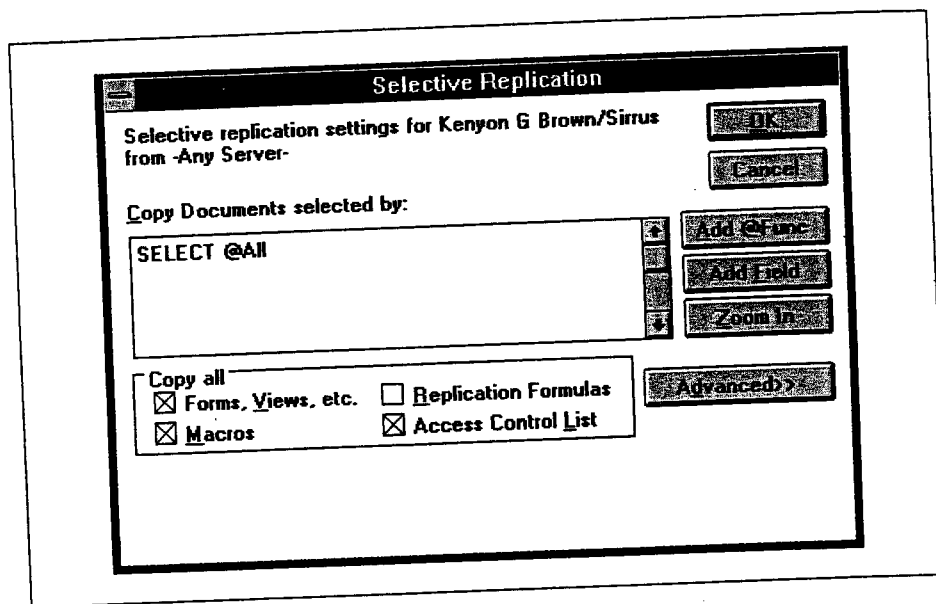 Selective Replication
Selective replication settings for Kenyon G Brown/Sirrus
from -Any Server-
OK
Cancel
Copy Documents selected by:
SELECT @All
Add @Func
Add Field
Zoom In
Copy all
Forms, Views, etc.
Replication Formulas
Macros
Access Control List
Advanced>>